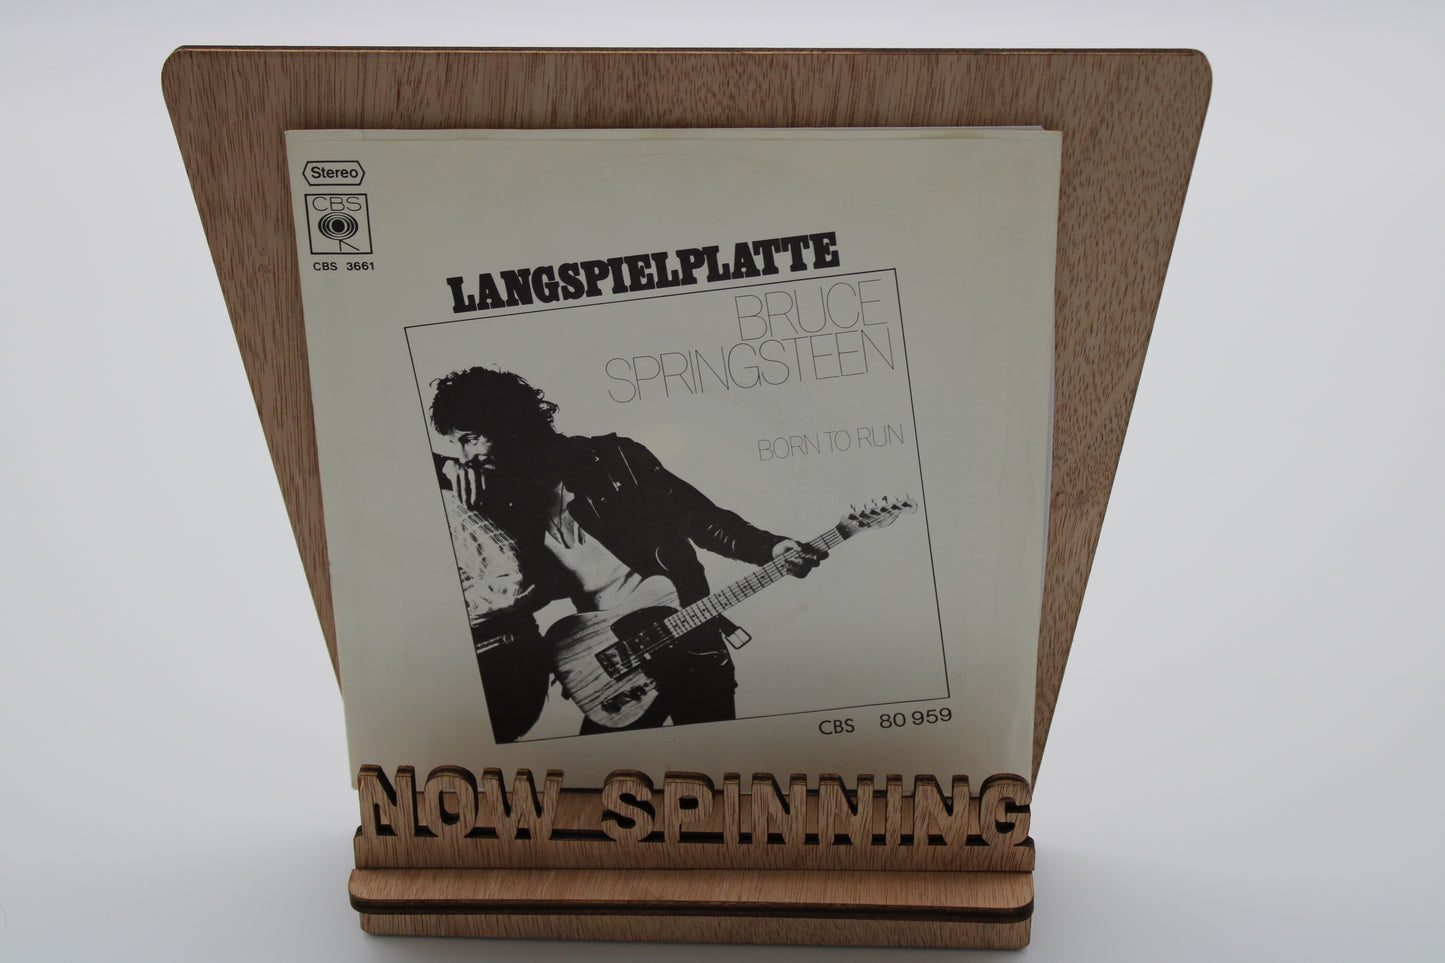 Stereo
CBS
CBS 3661
LANGSPIELPLATTE
BRUCE
SPRINGSTEEN
BORN TO RUN
CBS 80 959
NOW SPINNING